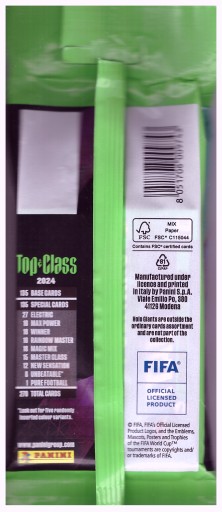 Top Class
2024
135 BASE CARDS
135 SPECIAL CARDS
27 ELECTRIC
18 MAX POWER
18 WINNER
18 RAINBOW MASTER
18 MAGIC MIX
15 MASTER CLASS
12 NEW SENSATION
1 PURE FOOTBALL
270 TOTAL CARDS
*Look out for five randomly
inserted colour variants.
www.paninigroup.com
PANINI
FSC
MIX
Paper
FSC® C115044
Contains FSC® certified cards
Manufactured under
licence and printed
in Italy by Panini S.p.A.
Viale Emilio Po, 380
41126 Modena
Holo Giants are outside the
ordinary cards assortment
and are not part of the
collection.
FIFA®
OFFICIAL
LICENSED
PRODUCT
© FIFA, FIFA's Official Licensed
Product Logos, and the Emblems,
Mascots, Posters and Trophies
of the FIFA World Cup™
tournaments are copyrights and/
or trademarks of FIFA.